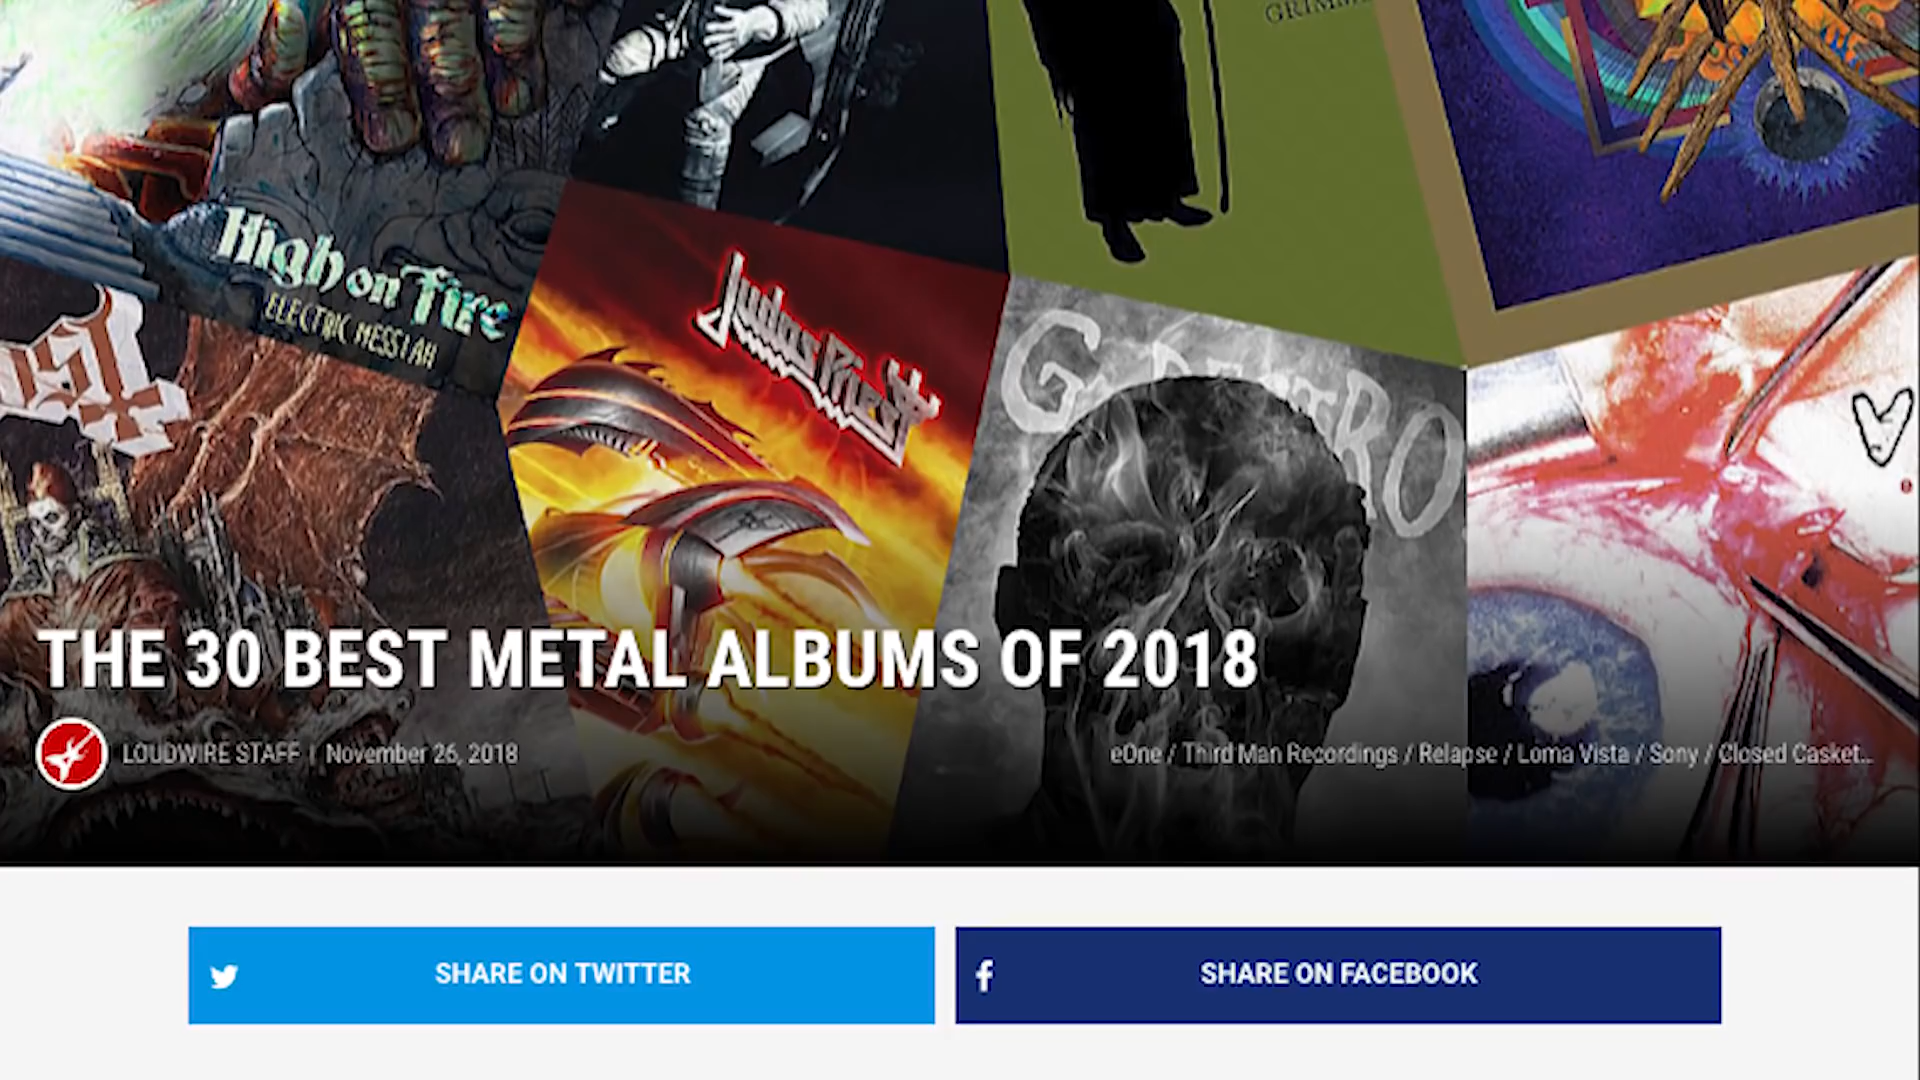 High on Fire
ELECTRIC MESSIAH
Judas Priest
THE 30 BEST METAL ALBUMS OF 2018
LOUDWIRE STAFF | November 26, 2018
eOne / Third Man Recordings / Relapse / Loma Vista / Sony / Closed Casket...
SHARE ON TWITTER
SHARE ON FACEBOOK